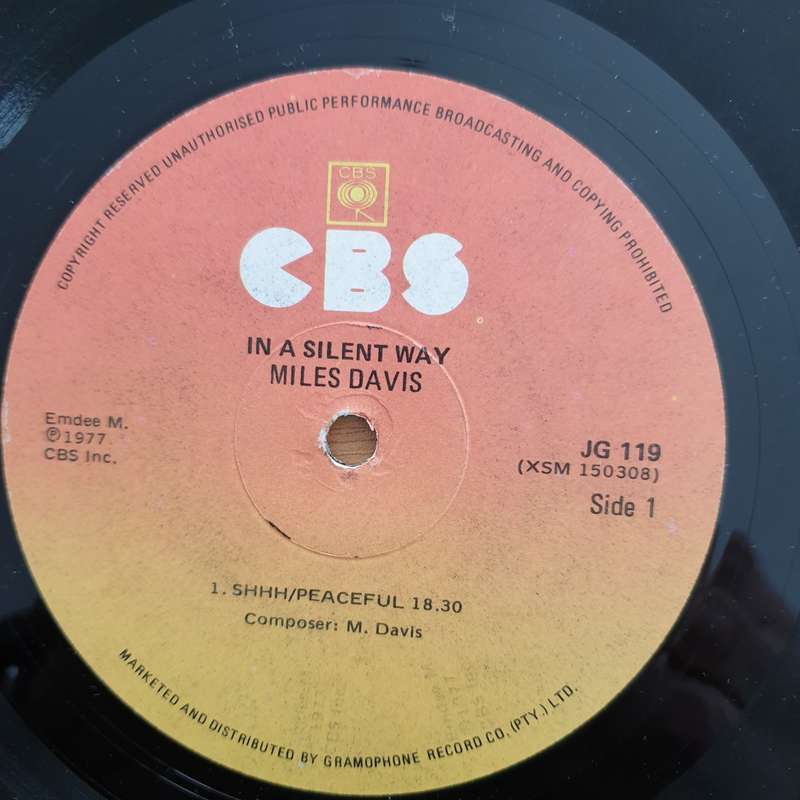 COPYRIGHT RESERVED UNAUTHORISED PUBLIC PERFORMANCE BROADCASTING AND COPYING PROHIBITED
CBS
CBS
IN A SILENT WAY
MILES DAVIS
Emdee M.
℗1977
CBS Inc.
JG 119
(XSM 150308)
Side 1
1. SHHH/PEACEFUL 18.30
Composer: M. Davis
MARKETED AND DISTRIBUTED BY GRAMOPHONE RECORD CO. (PTY.) LTD.